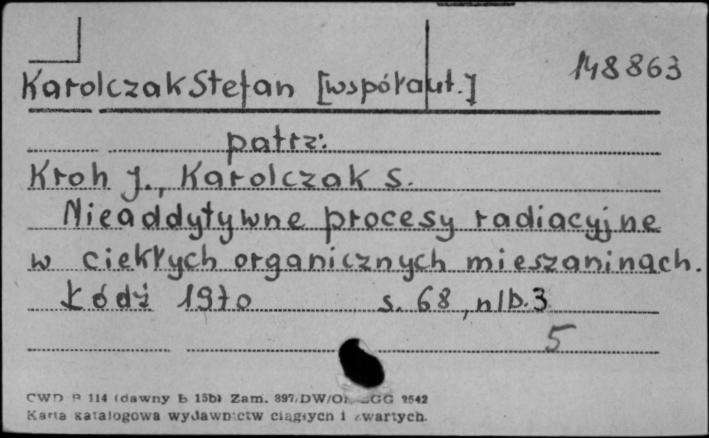 148863
Karolczak Stefan [współaut.]
patrz:
Kroh J., Karolczak S.
Nieaddytywne procesy radiacyjne
w ciekłych organicznych mieszaninach.
Łódź 1970 s. 68, nlb. 3
5
CWD P 114 (dawny Ł 15b) Zam. 897/DW/
Karta katalogowa wydawnictw ciągłych i zwartych.